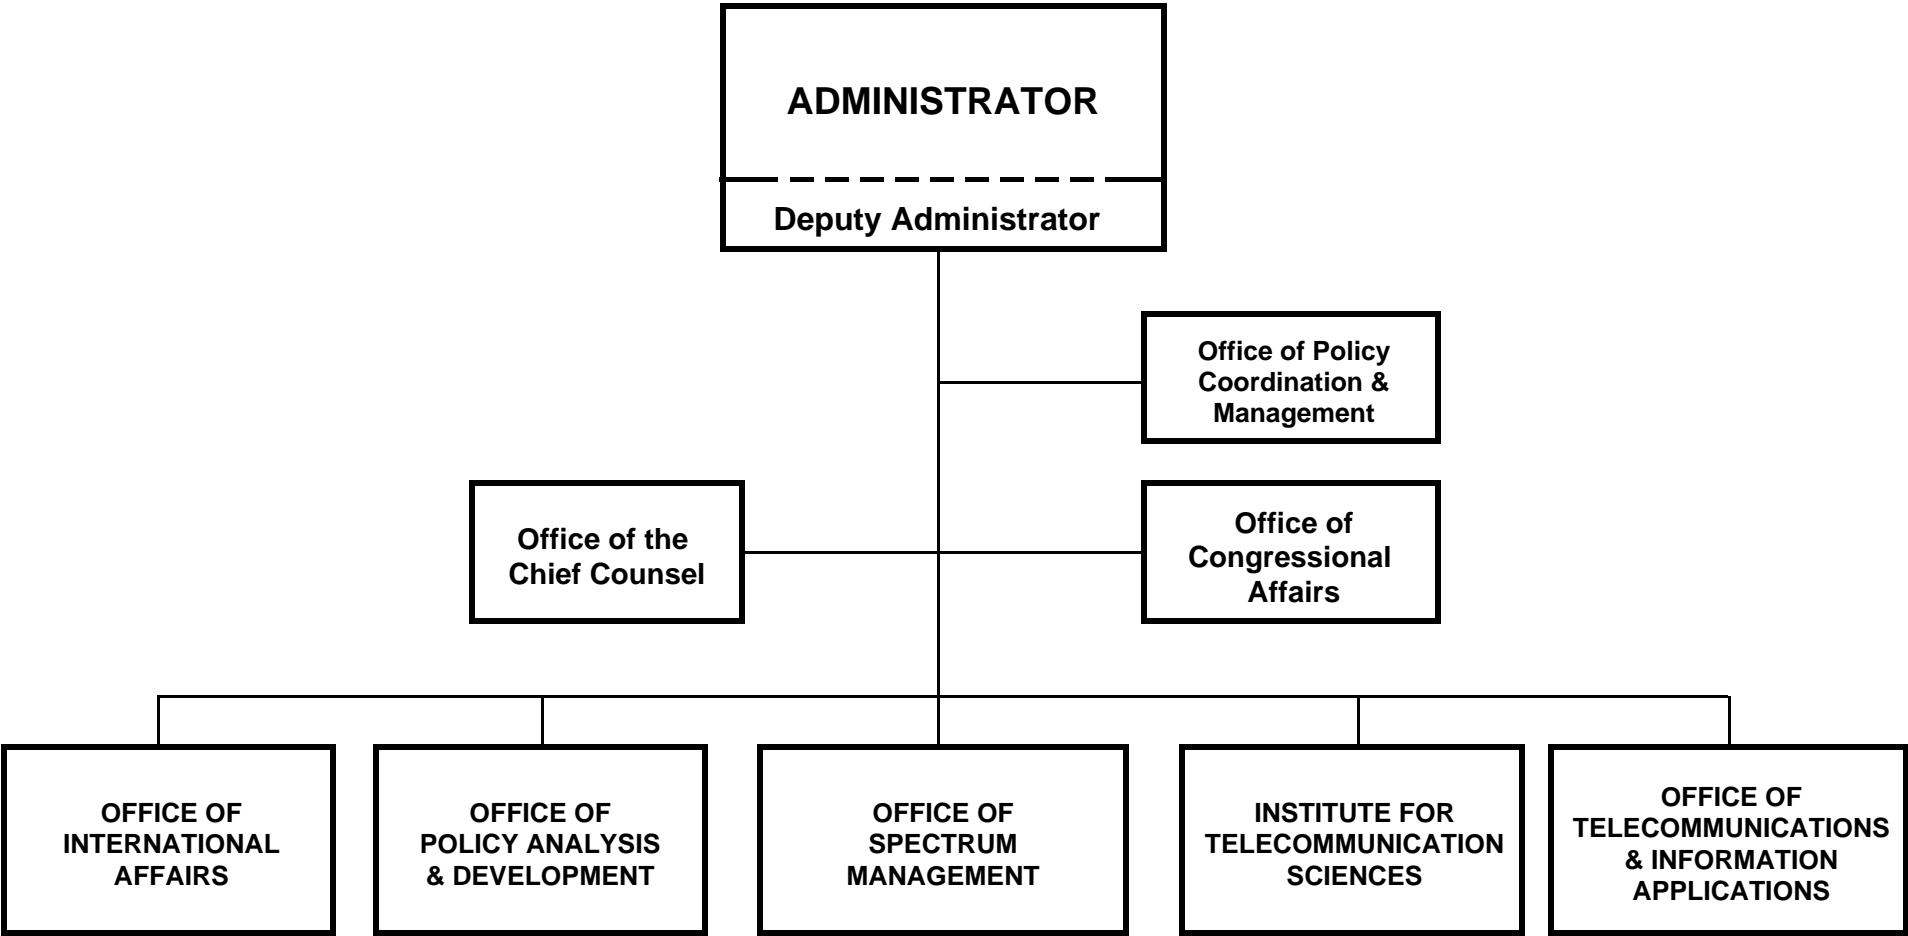 ADMINISTRATOR
Deputy Administrator
Office of Policy
Coordination &
Management
Office of the
Chief Counsel
Office of
Congressional
Affairs
OFFICE OF
INTERNATIONAL
AFFAIRS
OFFICE OF
POLICY ANALYSIS
& DEVELOPMENT
OFFICE OF
SPECTRUM
MANAGEMENT
INSTITUTE FOR
TELECOMMUNICATION
SCIENCES
OFFICE OF
TELECOMMUNICATIONS
& INFORMATION
APPLICATIONS